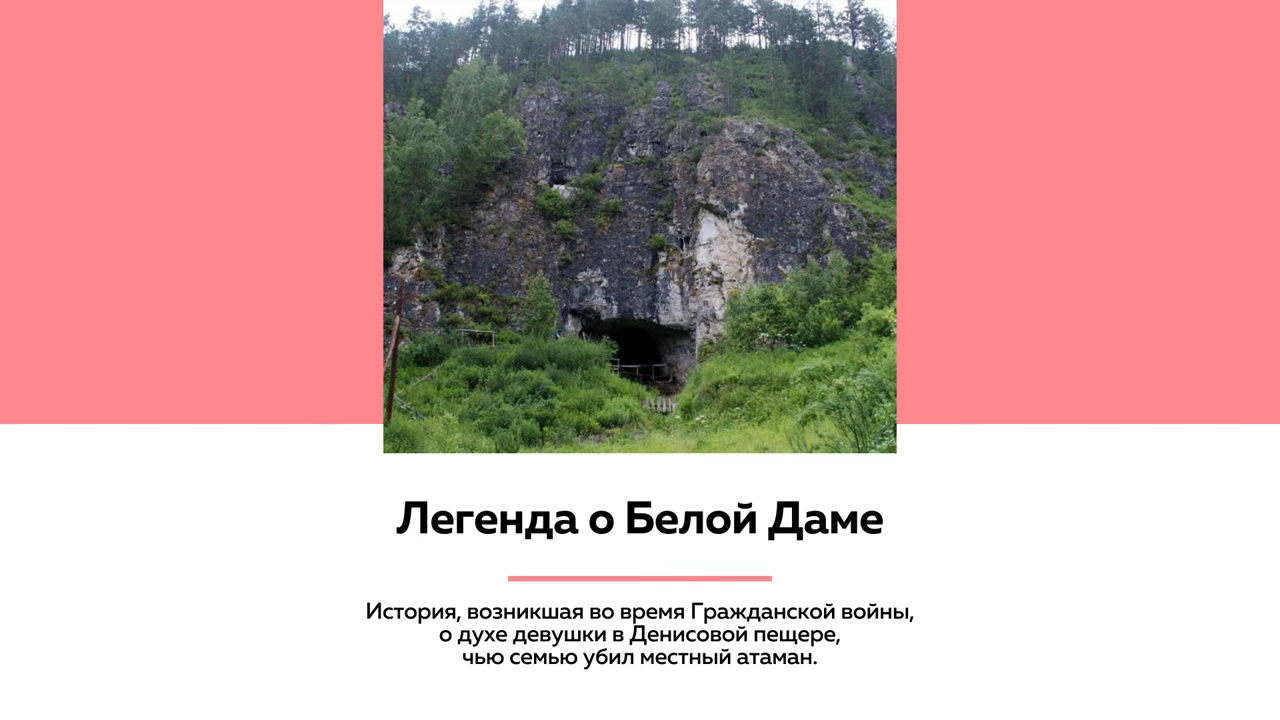 Легенда о Белой Даме
История, возникшая во время Гражданской войны,
о духе девушки в Денисовой пещере,
чью семью убил местный атаман.